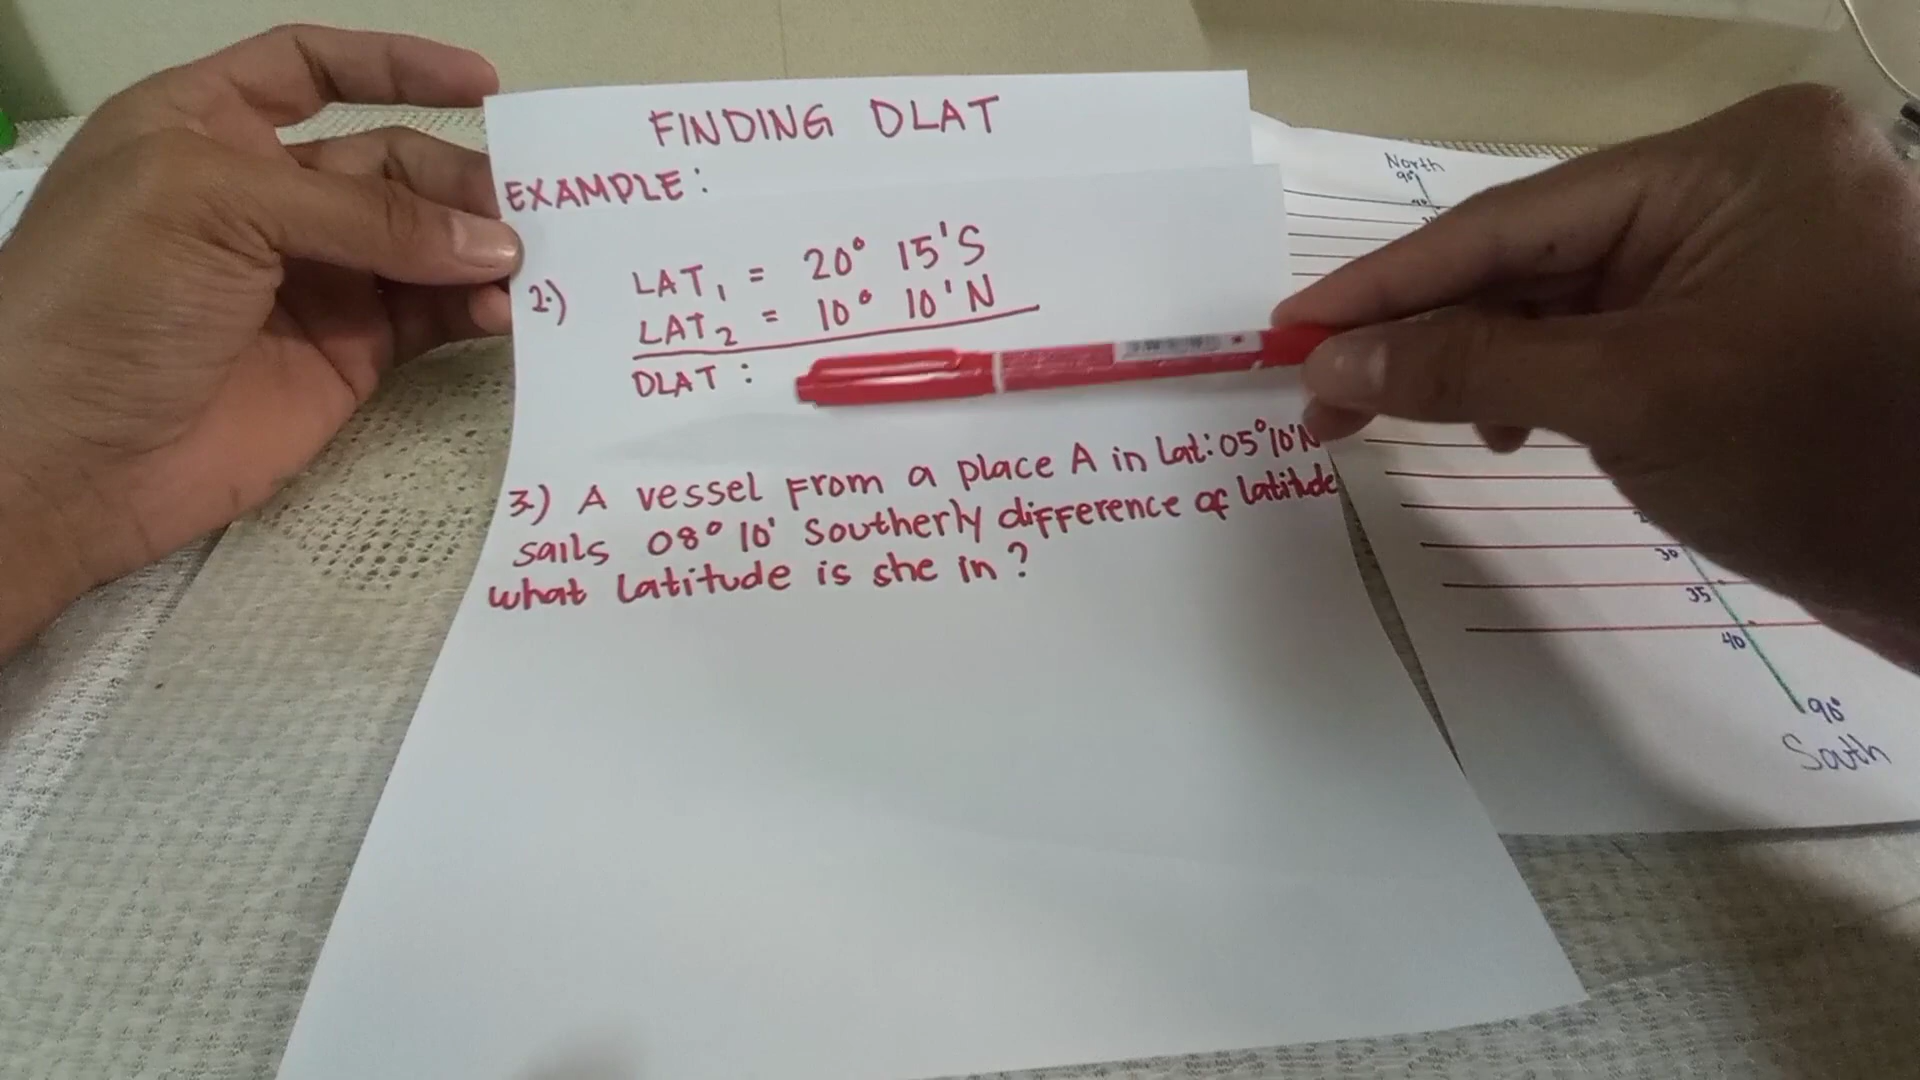 FINDING DLAT
EXAMPLE:
2.) LAT₁ = 20° 15'S
LAT₂ = 10° 10'N
DLAT :
3.) A vessel from a place A in Lat: 05°10'N
sails 08° 10' Southerly difference of latitude
what Latitude is she in?
North
90°
30
35
40
90°
South